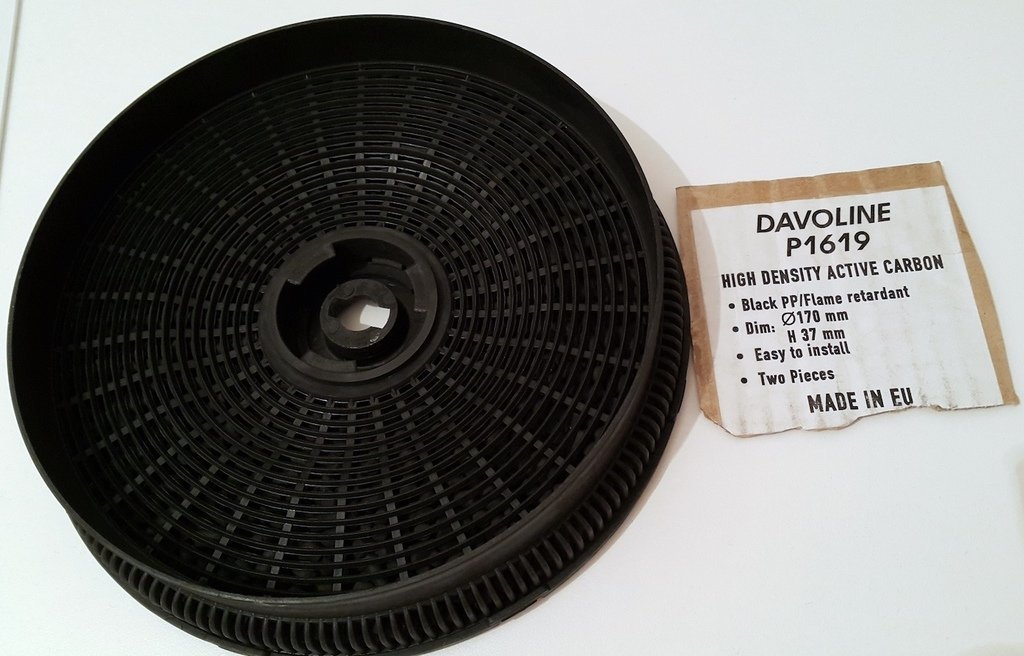 DAVOLINE
P1619
HIGH DENSITY ACTIVE CARBON
• Black PP/Flame retardant
• Dim: Ø170 mm
H 37 mm
• Easy to install
• Two Pieces
MADE IN EU